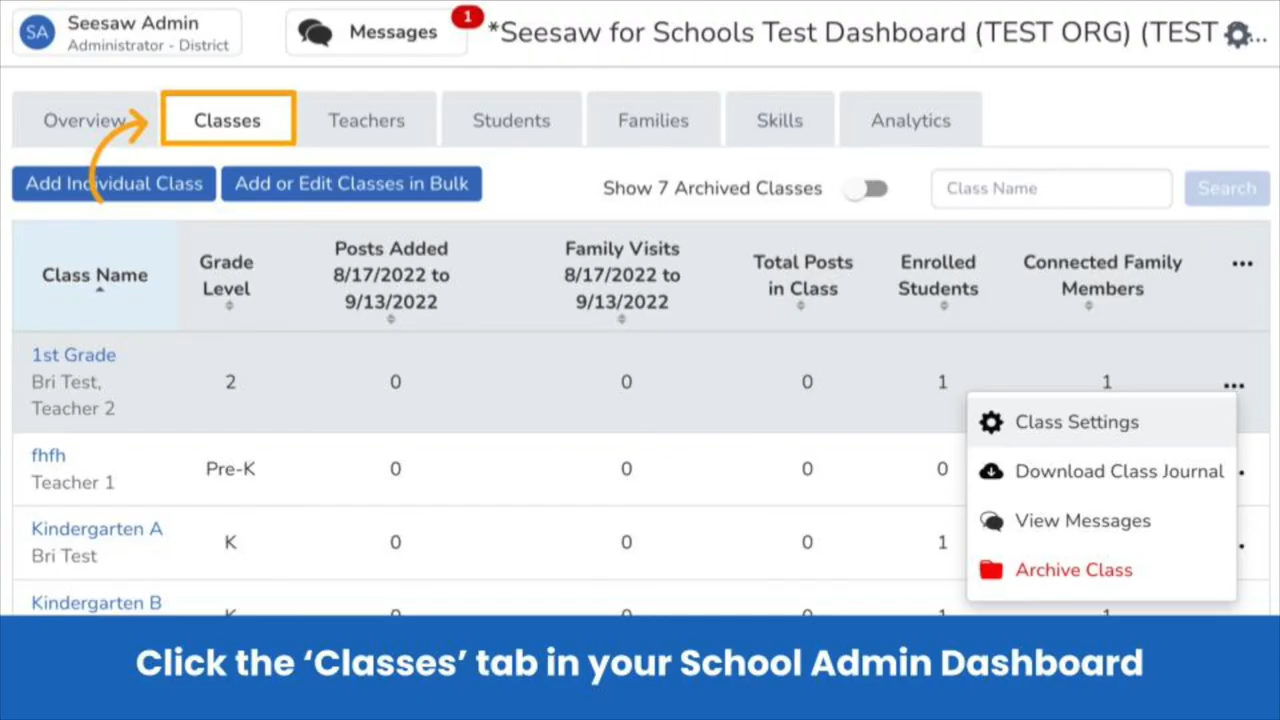 SA
Seesaw Admin
Administrator - District
Messages
1
*Seesaw for Schools Test Dashboard (TEST ORG) (TEST ...
Overview
Classes
Teachers
Students
Families
Skills
Analytics
Add Individual Class
Add or Edit Classes in Bulk
Show 7 Archived Classes
Class Name
Search
Class Name
Grade
Level
Posts Added
8/17/2022 to
9/13/2022
Family Visits
8/17/2022 to
9/13/2022
Total Posts
in Class
Enrolled
Students
Connected Family
Members
1st Grade
Bri Test,
Teacher 2
2
0
0
0
1
1
Class Settings
Download Class Journal
View Messages
Archive Class
fhfh
Teacher 1
Pre-K
0
0
0
0
Kindergarten A
Bri Test
K
0
0
0
1
Kindergarten B
Click the ‘Classes’ tab in your School Admin Dashboard